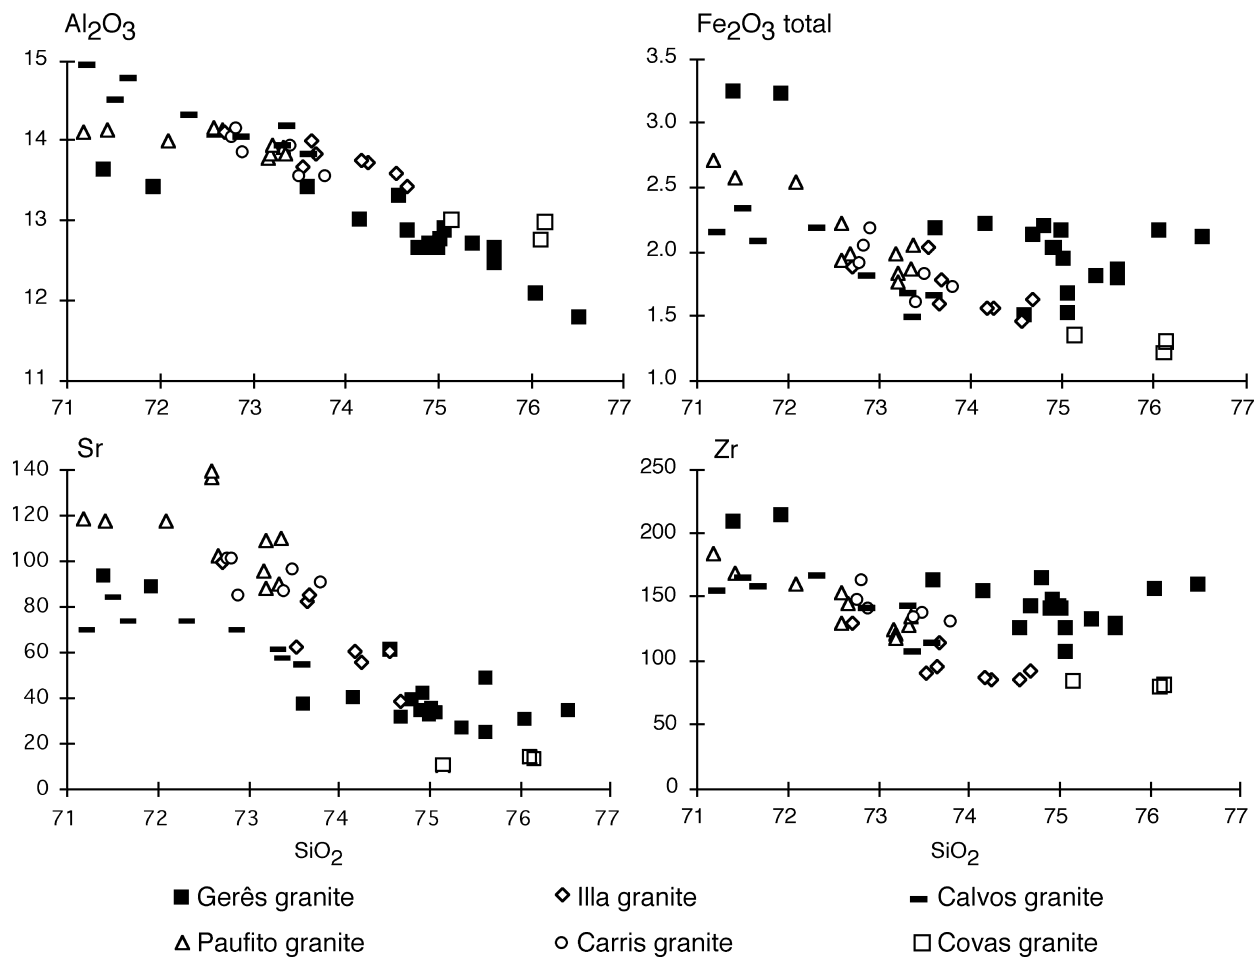 Al2O3
Fe2O3 total
15
14
13
12
11
71 72 73 74 75 76 77
3.5
3.0
2.5
2.0
1.5
1.0
71 72 73 74 75 76 77
Sr
Zr
140
120
100
80
60
40
20
0
71 72 73 74 75 76 77
SiO2
250
200
150
100
50
0
71 72 73 74 75 76 77
SiO2
Gerês granite
Illa granite
Calvos granite
Paufito granite
Carris granite
Covas granite